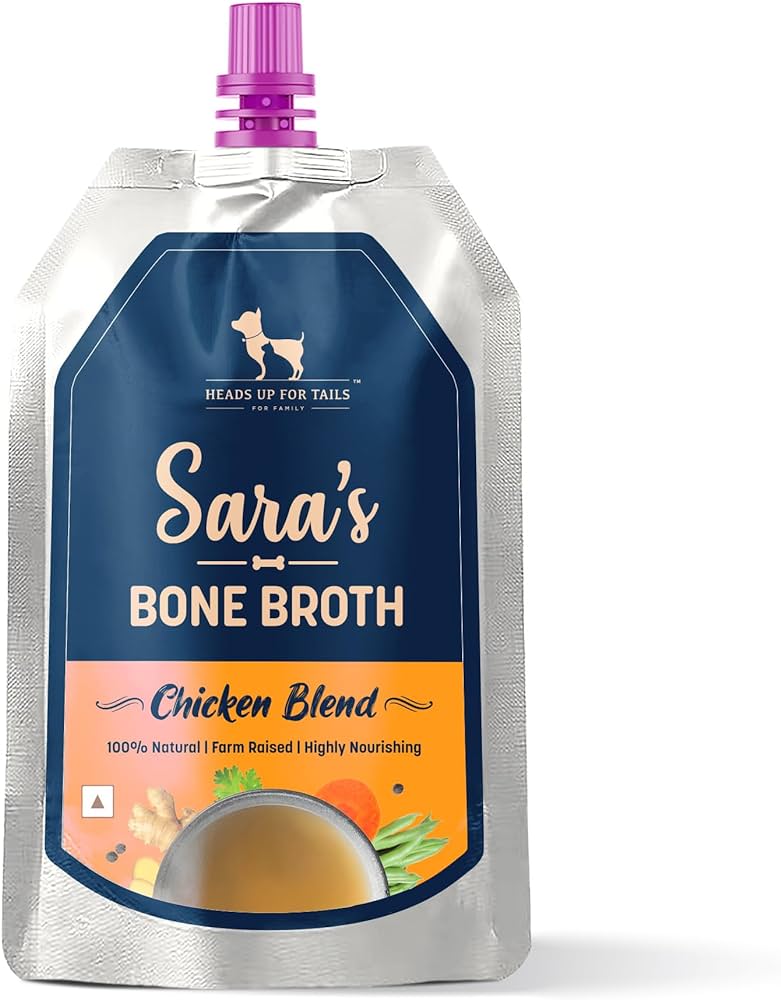 HEADS UP FOR TAILS™
FOR FAMILY
Sara's
BONE BROTH
Chicken Blend
100% Natural | Farm Raised | Highly Nourishing